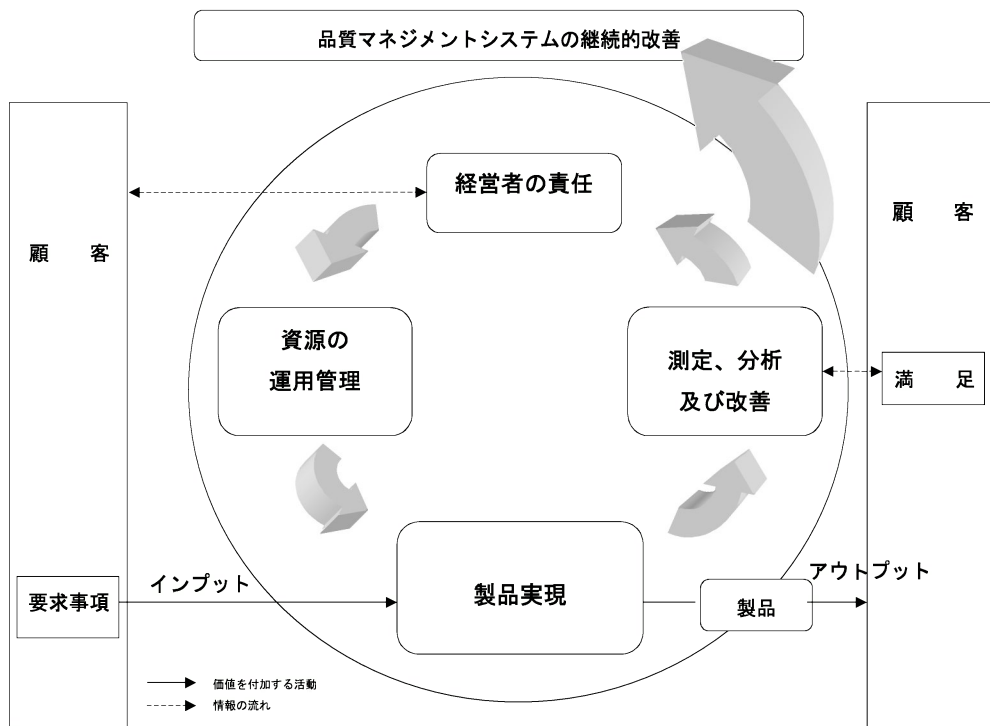 品質マネジメントシステムの継続的改善
経営者の責任
顧　　客
顧　　客
資源の
運用管理
測定、分析
及び改善
満　　足
インプット
アウトプット
要求事項
製品実現
製品
価値を付加する活動
情報の流れ